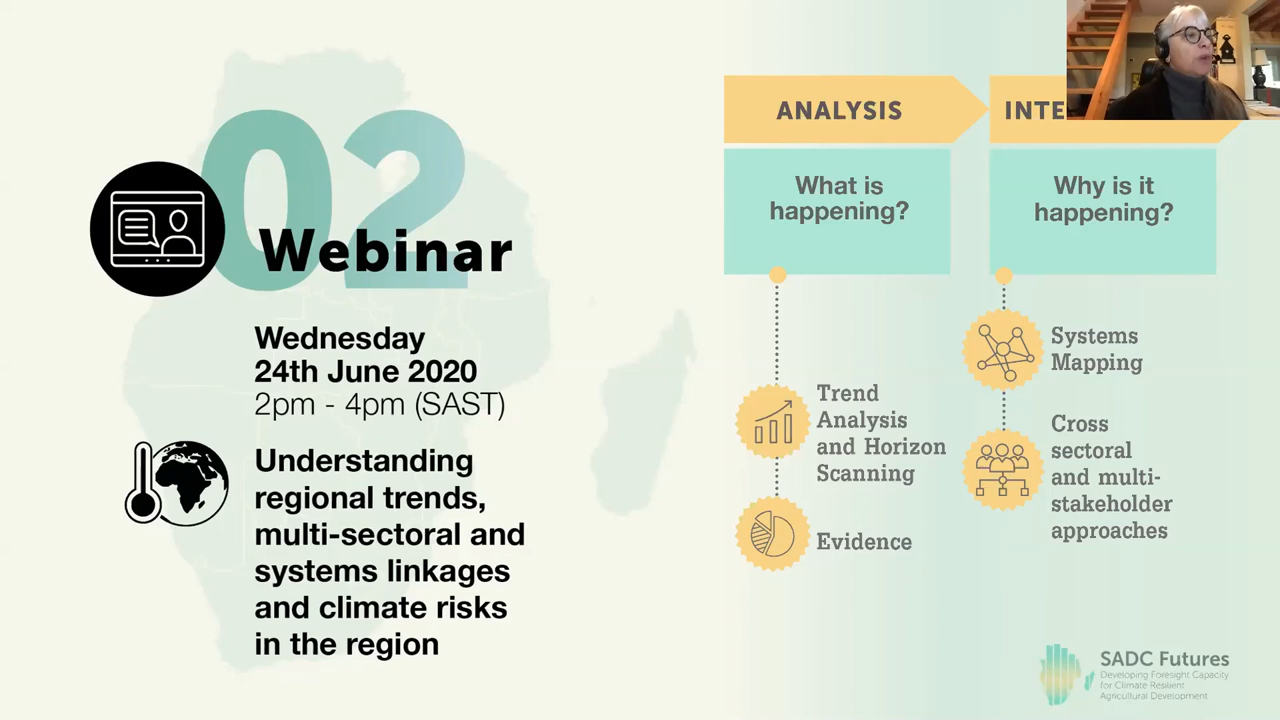 02
Webinar
Wednesday
24th June 2020
2pm - 4pm (SAST)
Understanding
regional trends,
multi-sectoral and
systems linkages
and climate risks
in the region
ANALYSIS
What is
happening?
Trend
Analysis
and Horizon
Scanning
Evidence
INTE
Why is it
happening?
Systems
Mapping
Cross
sectoral
and multi-
stakeholder
approaches
SADC Futures
Developing Foresight Capacity
for Climate Resilient
Agricultural Development